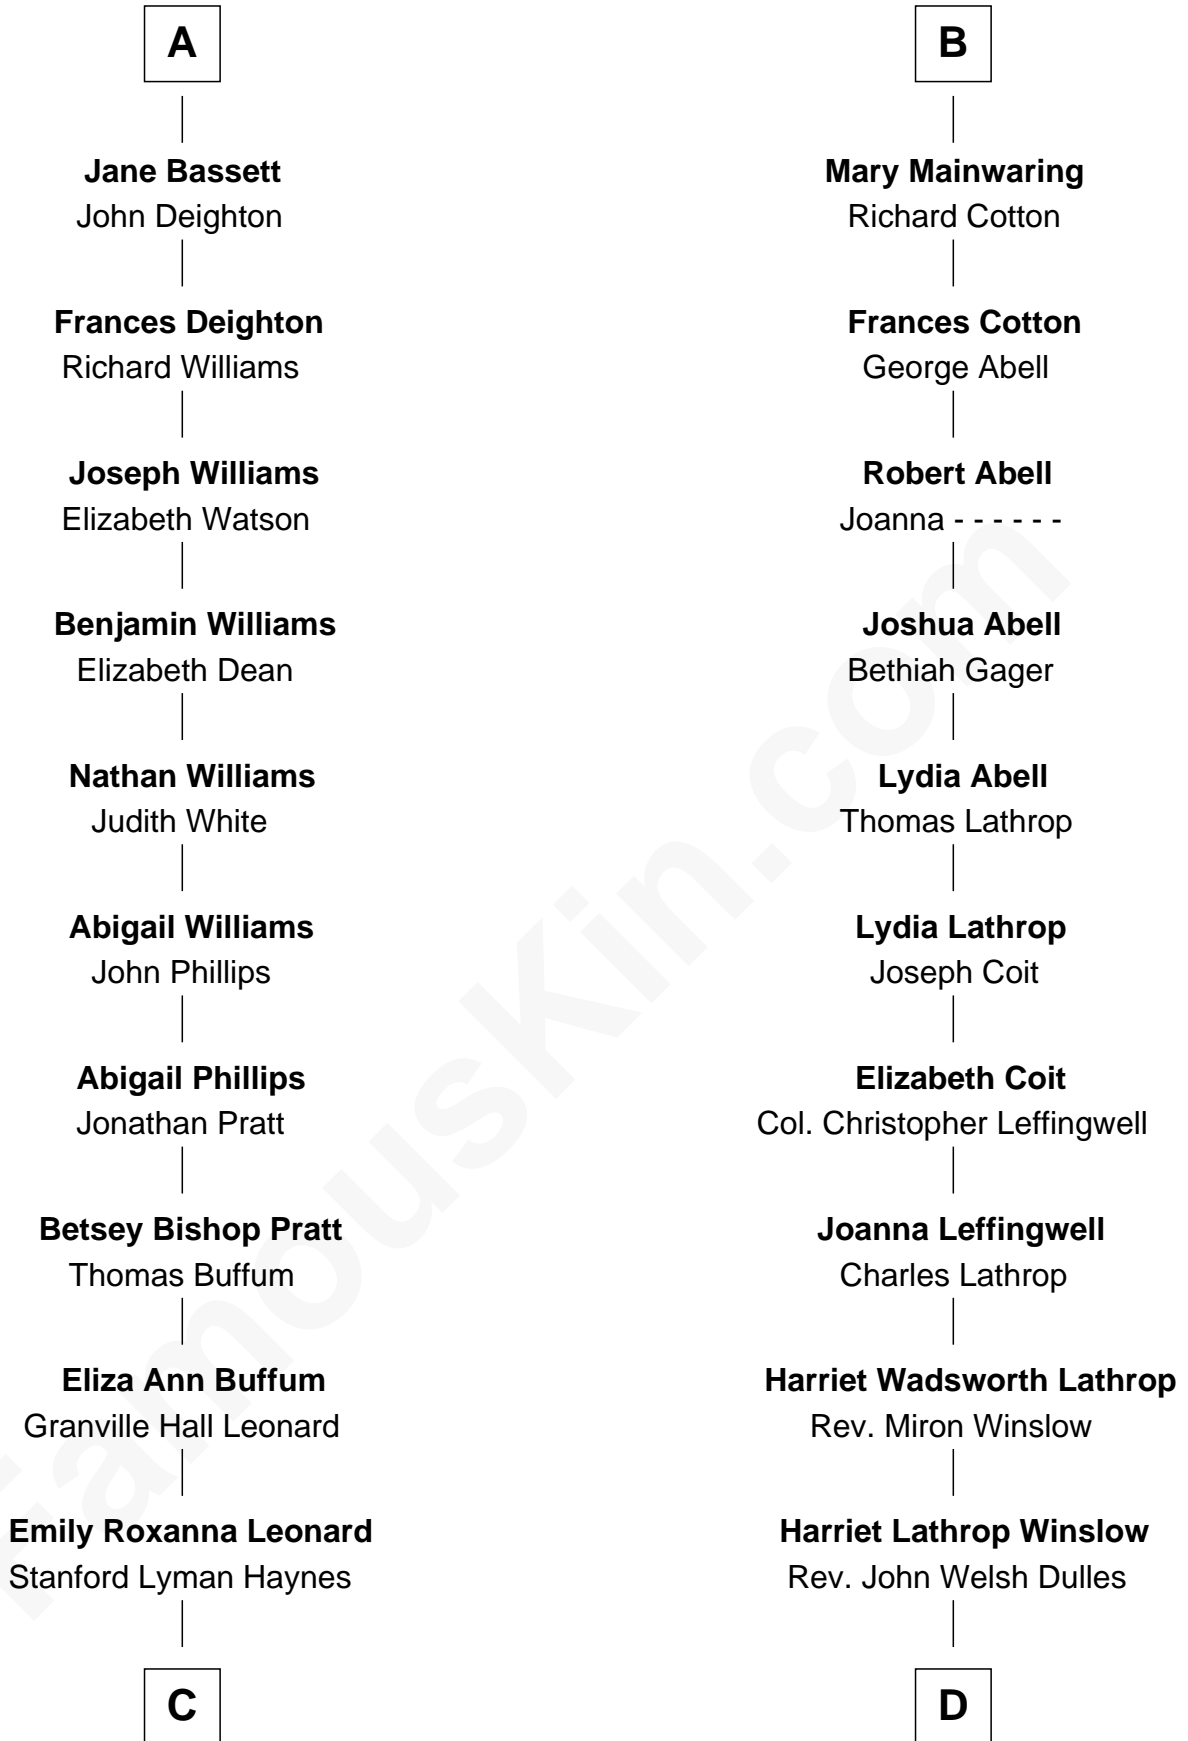 A
Jane Bassett
John Deighton
Frances Deighton
Richard Williams
Joseph Williams
Elizabeth Watson
Benjamin Williams
Elizabeth Dean
Nathan Williams
Judith White
Abigail Williams
John Phillips
Abigail Phillips
Jonathan Pratt
Betsey Bishop Pratt
Thomas Buffum
Eliza Ann Buffum
Granville Hall Leonard
Emily Roxanna Leonard
Stanford Lyman Haynes
C
B
Mary Mainwaring
Richard Cotton
Frances Cotton
George Abell
Robert Abell
Joanna - - - - - -
Joshua Abell
Bethiah Gager
Lydia Abell
Thomas Lathrop
Lydia Lathrop
Joseph Coit
Elizabeth Coit
Col. Christopher Leffingwell
Joanna Leffingwell
Charles Lathrop
Harriet Wadsworth Lathrop
Rev. Miron Winslow
Harriet Lathrop Winslow
Rev. John Welsh Dulles
D
FamousKin.com